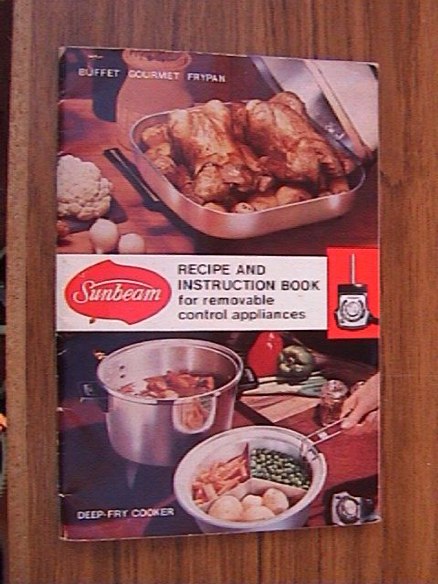 BUFFET GOURMET FRYPAN
Sunbeam
RECIPE AND
INSTRUCTION BOOK
for removable
control appliances
DEEP-FRY COOKER